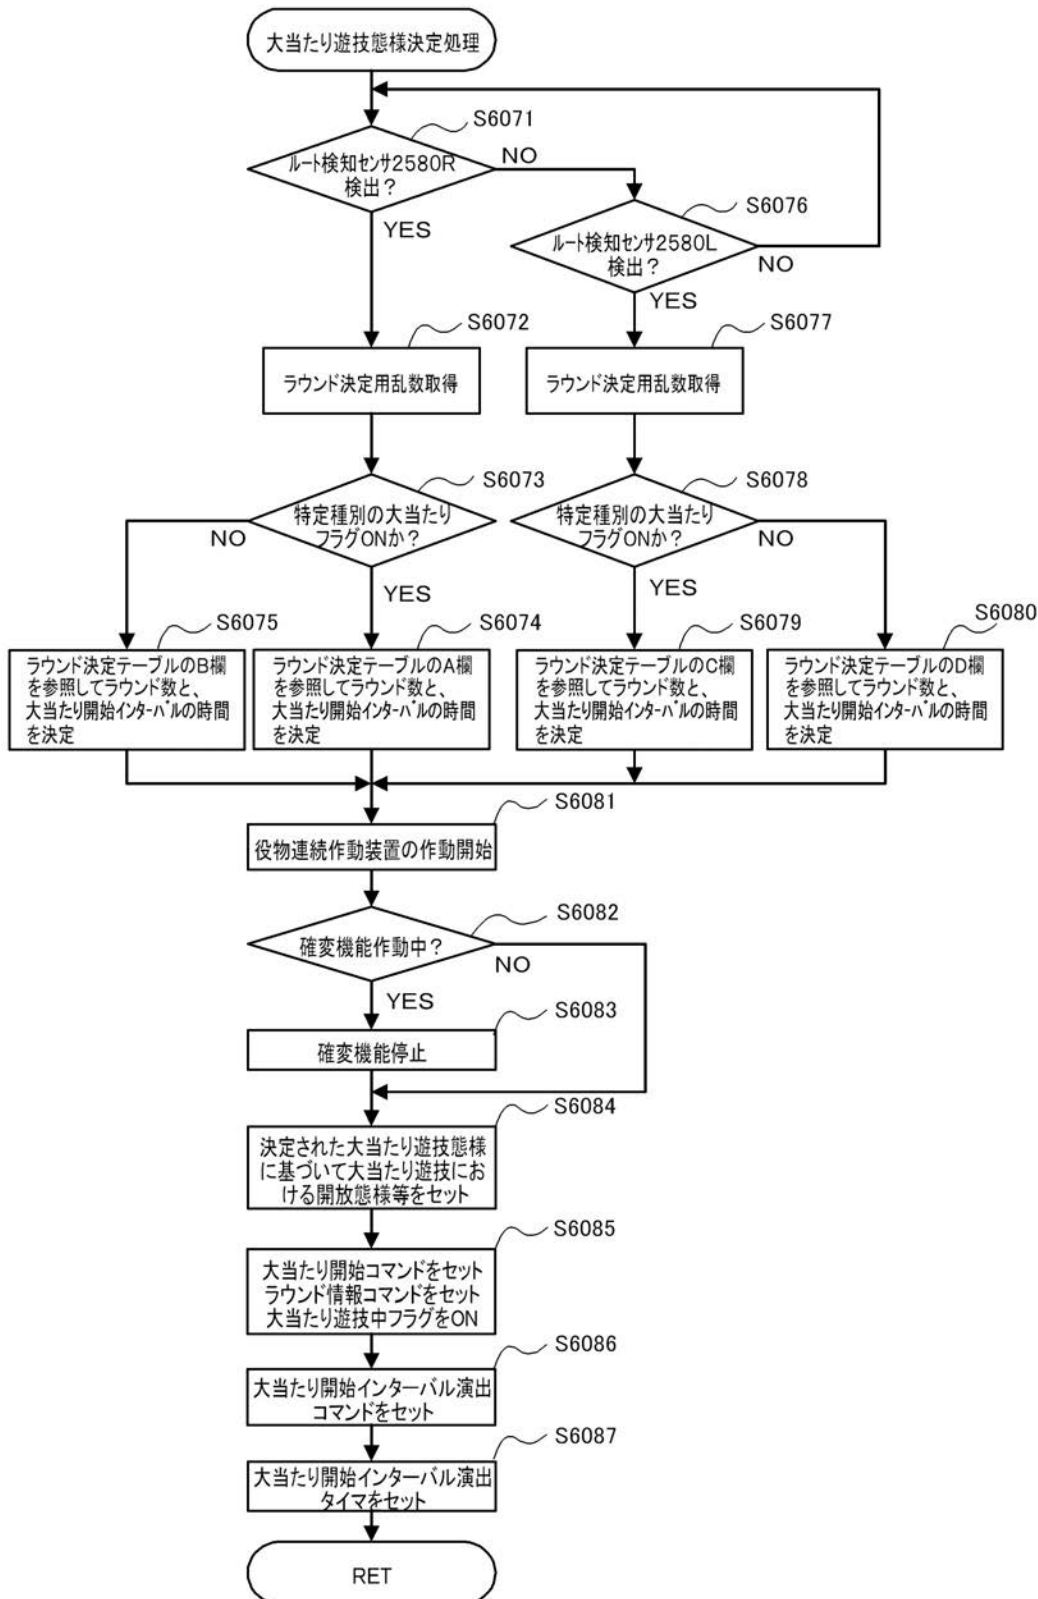 大当たり遊技態様決定処理
S6071
ルート検知センサ2580R
検出？
NO
YES
S6076
ルート検知センサ2580L
検出？
NO
YES
S6072
ラウンド決定用乱数取得
S6077
ラウンド決定用乱数取得
S6073
特定種別の大当たり
フラグONか？
NO
YES
S6078
特定種別の大当たり
フラグONか？
NO
YES
S6075
ラウンド決定テーブルのB欄
を参照してラウンド数と、
大当たり開始インターバルの時間
を決定
S6074
ラウンド決定テーブルのA欄
を参照してラウンド数と、
大当たり開始インターバルの時間
を決定
S6079
ラウンド決定テーブルのC欄
を参照してラウンド数と、
大当たり開始インターバルの時間
を決定
S6080
ラウンド決定テーブルのD欄
を参照してラウンド数と、
大当たり開始インターバルの時間
を決定
S6081
役物連続作動装置の作動開始
S6082
確変機能作動中？
NO
YES
S6083
確変機能停止
S6084
決定された大当たり遊技態様
に基づいて大当たり遊技にお
ける開放態様等をセット
S6085
大当たり開始コマンドをセット
ラウンド情報コマンドをセット
大当たり遊技中フラグをON
S6086
大当たり開始インターバル演出
コマンドをセット
S6087
大当たり開始インターバル演出
タイマをセット
RET